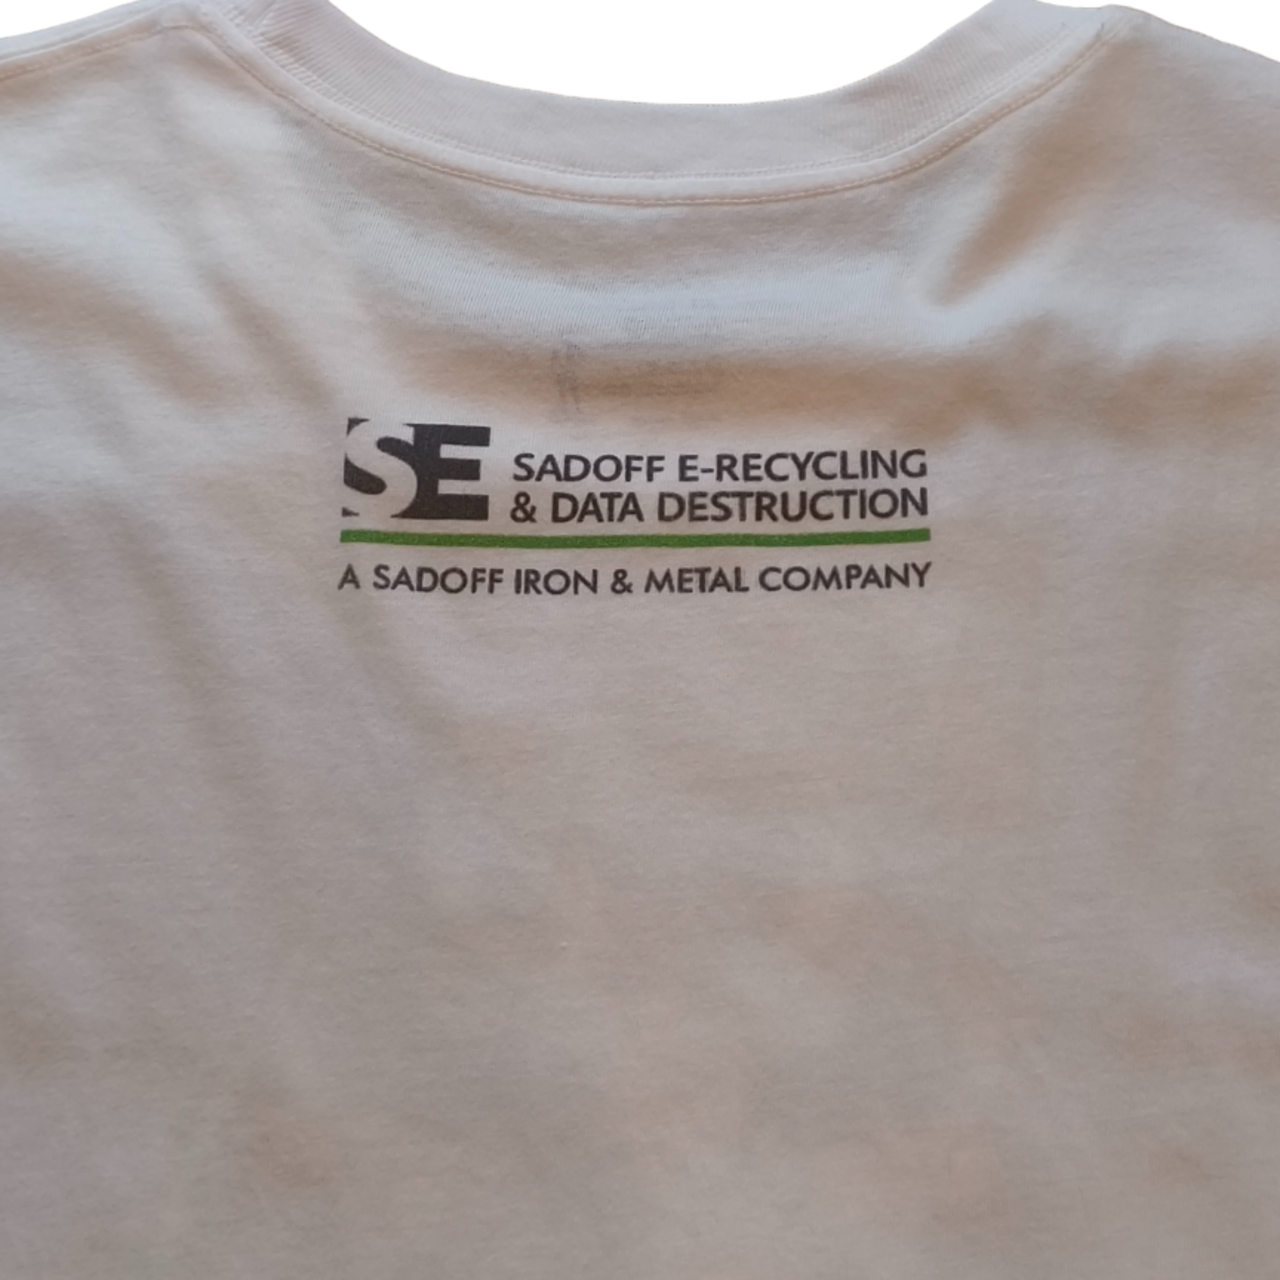 SE
SADOFF E-RECYCLING
& DATA DESTRUCTION
A SADOFF IRON & METAL COMPANY